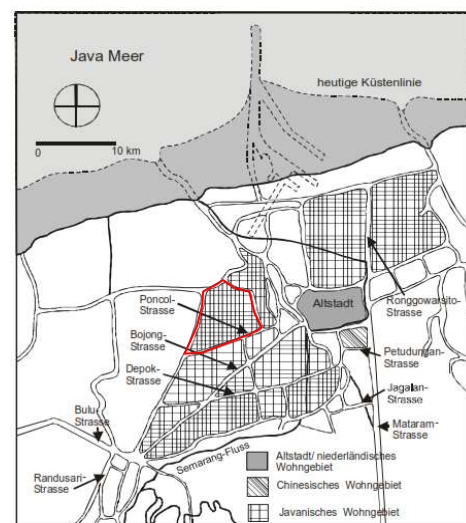 Java Meer
heutige Küstenlinie
0
10 km
Poncol-
Strasse
Altstadt
Ronggowarsito-
Strasse
Bojong-
Strasse
Petudungan-
Strasse
Depok-
Strasse
Jagalan-
Strasse
Bulu-
Strasse
Mataram-
Strasse
Semarang-Fluss
Randusari-
Strasse
Altstadt/ niederländisches
Wohngebiet
Chinesisches Wohngebiet
Javanisches Wohngebiet